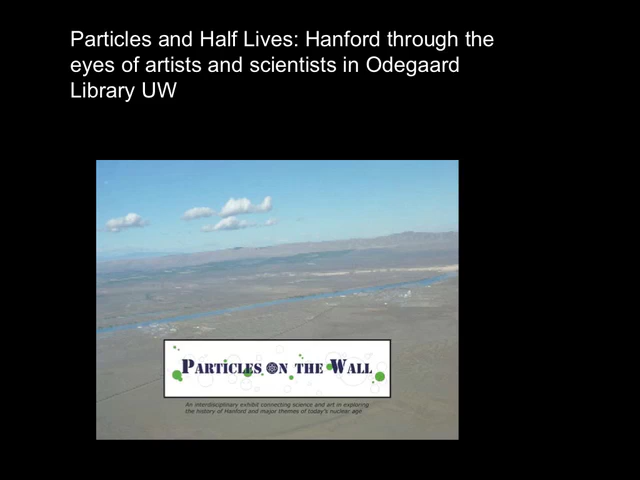 Particles and Half Lives: Hanford through the
eyes of artists and scientists in Odegaard
Library UW
PARTICLES ON THE WALL
An interdisciplinary exhibit connecting science and art in exploring
the history of Hanford and major themes of today's nuclear age